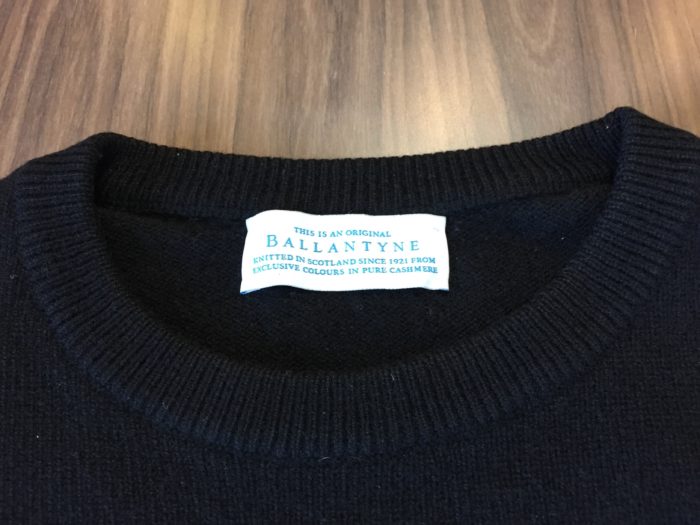 THIS IS AN ORIGINAL
BALLANTYNE
KNITTED IN SCOTLAND SINCE 1921 FROM
EXCLUSIVE COLOURS IN PURE CASHMERE